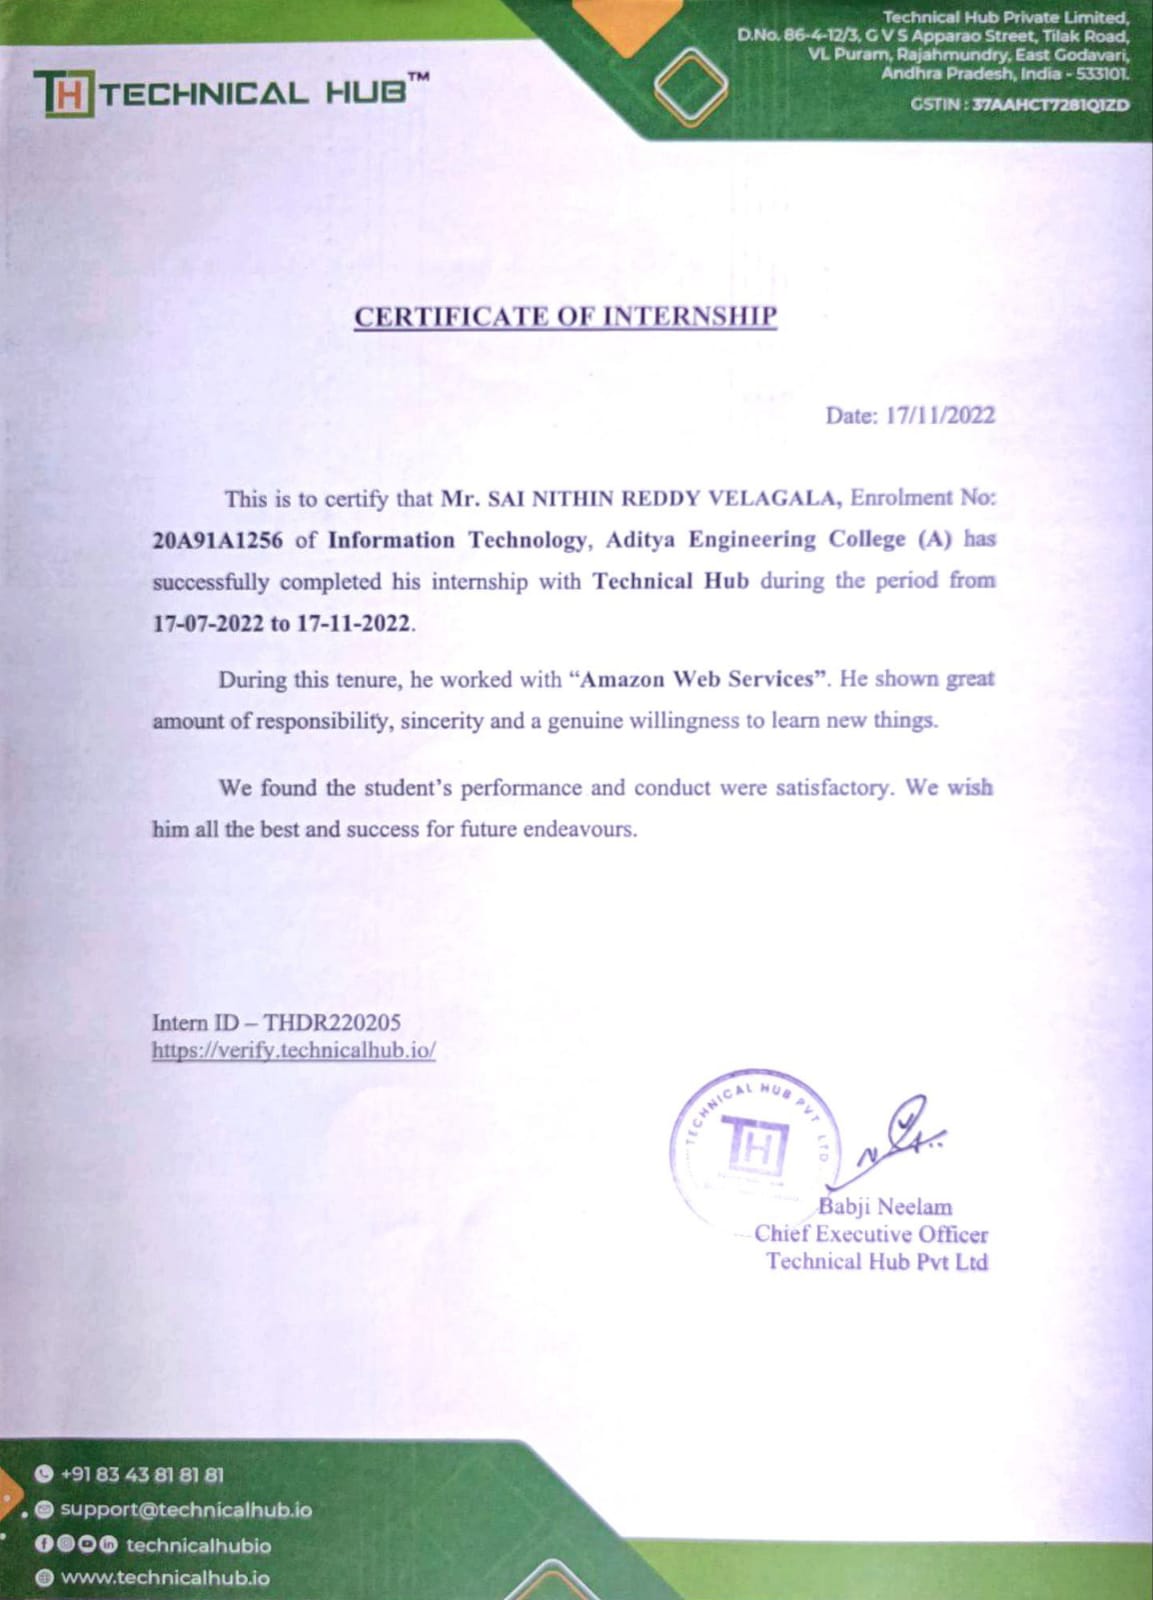 TH TECHNICAL HUB™
Technical Hub Private Limited,
D.No. 86-4-12/3, G V S Apparao Street, Tilak Road,
VL Puram, Rajahmundry, East Godavari,
Andhra Pradesh, India - 533101.
GSTIN : 37AAHCT7281Q1ZD
CERTIFICATE OF INTERNSHIP
Date: 17/11/2022
This is to certify that Mr. SAI NITHIN REDDY VELAGALA, Enrolment No:
20A91A1256 of Information Technology, Aditya Engineering College (A) has
successfully completed his internship with Technical Hub during the period from
17-07-2022 to 17-11-2022.
During this tenure, he worked with “Amazon Web Services”. He shown great
amount of responsibility, sincerity and a genuine willingness to learn new things.
We found the student’s performance and conduct were satisfactory. We wish
him all the best and success for future endeavours.
Intern ID – THDR220205
https://verify.technicalhub.io/
TECHNICAL HUB PVT LTD
TH
Babji Neelam
Chief Executive Officer
Technical Hub Pvt Ltd
+91 83 43 81 81 81
support@technicalhub.io
technicalhubio
www.technicalhub.io